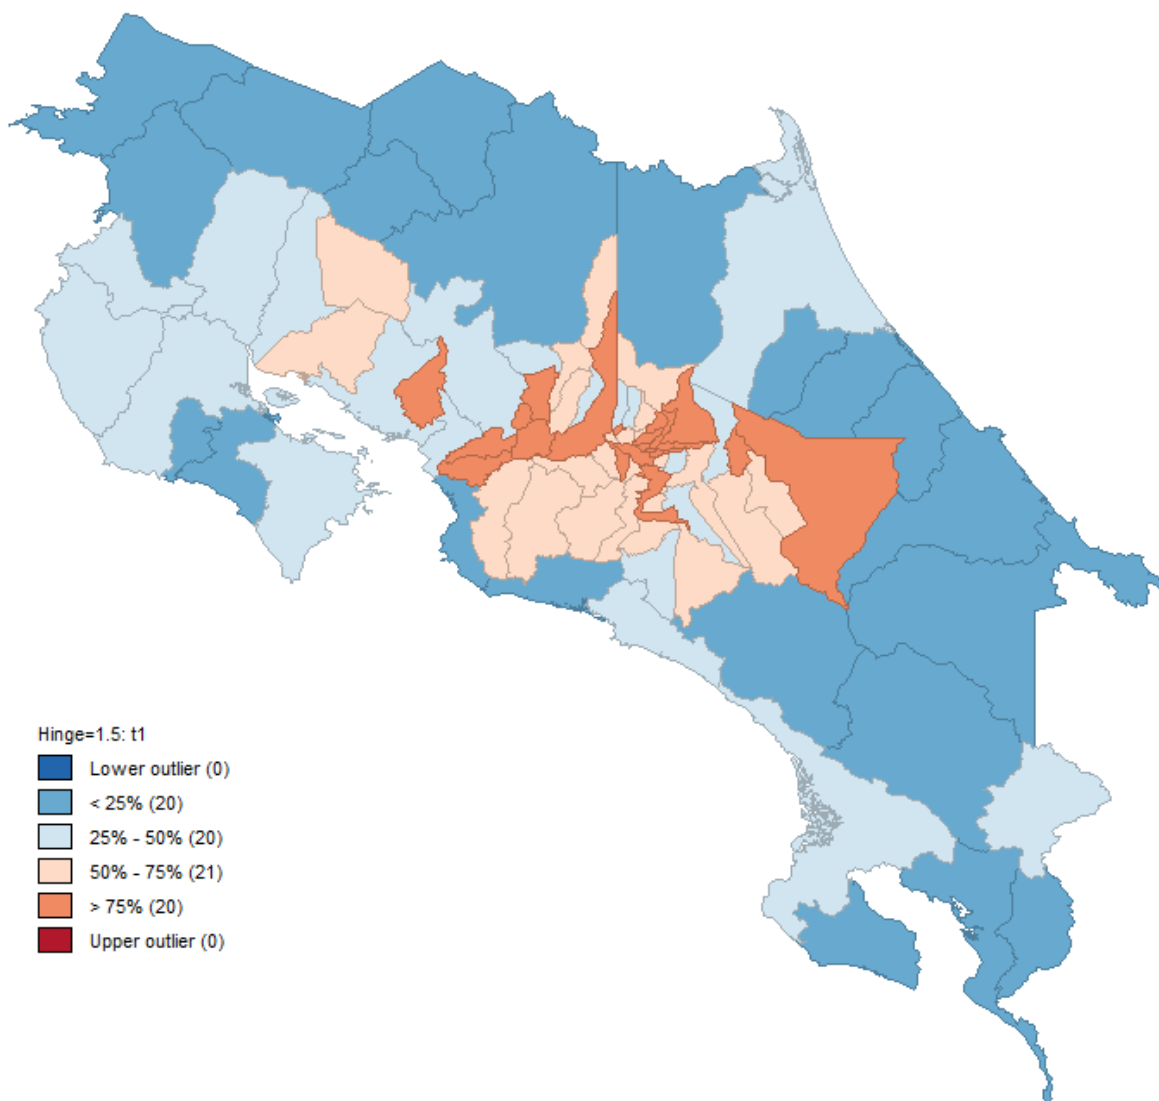 Hinge=1.5: t1
Lower outlier (0)
< 25% (20)
25% - 50% (20)
50% - 75% (21)
> 75% (20)
Upper outlier (0)